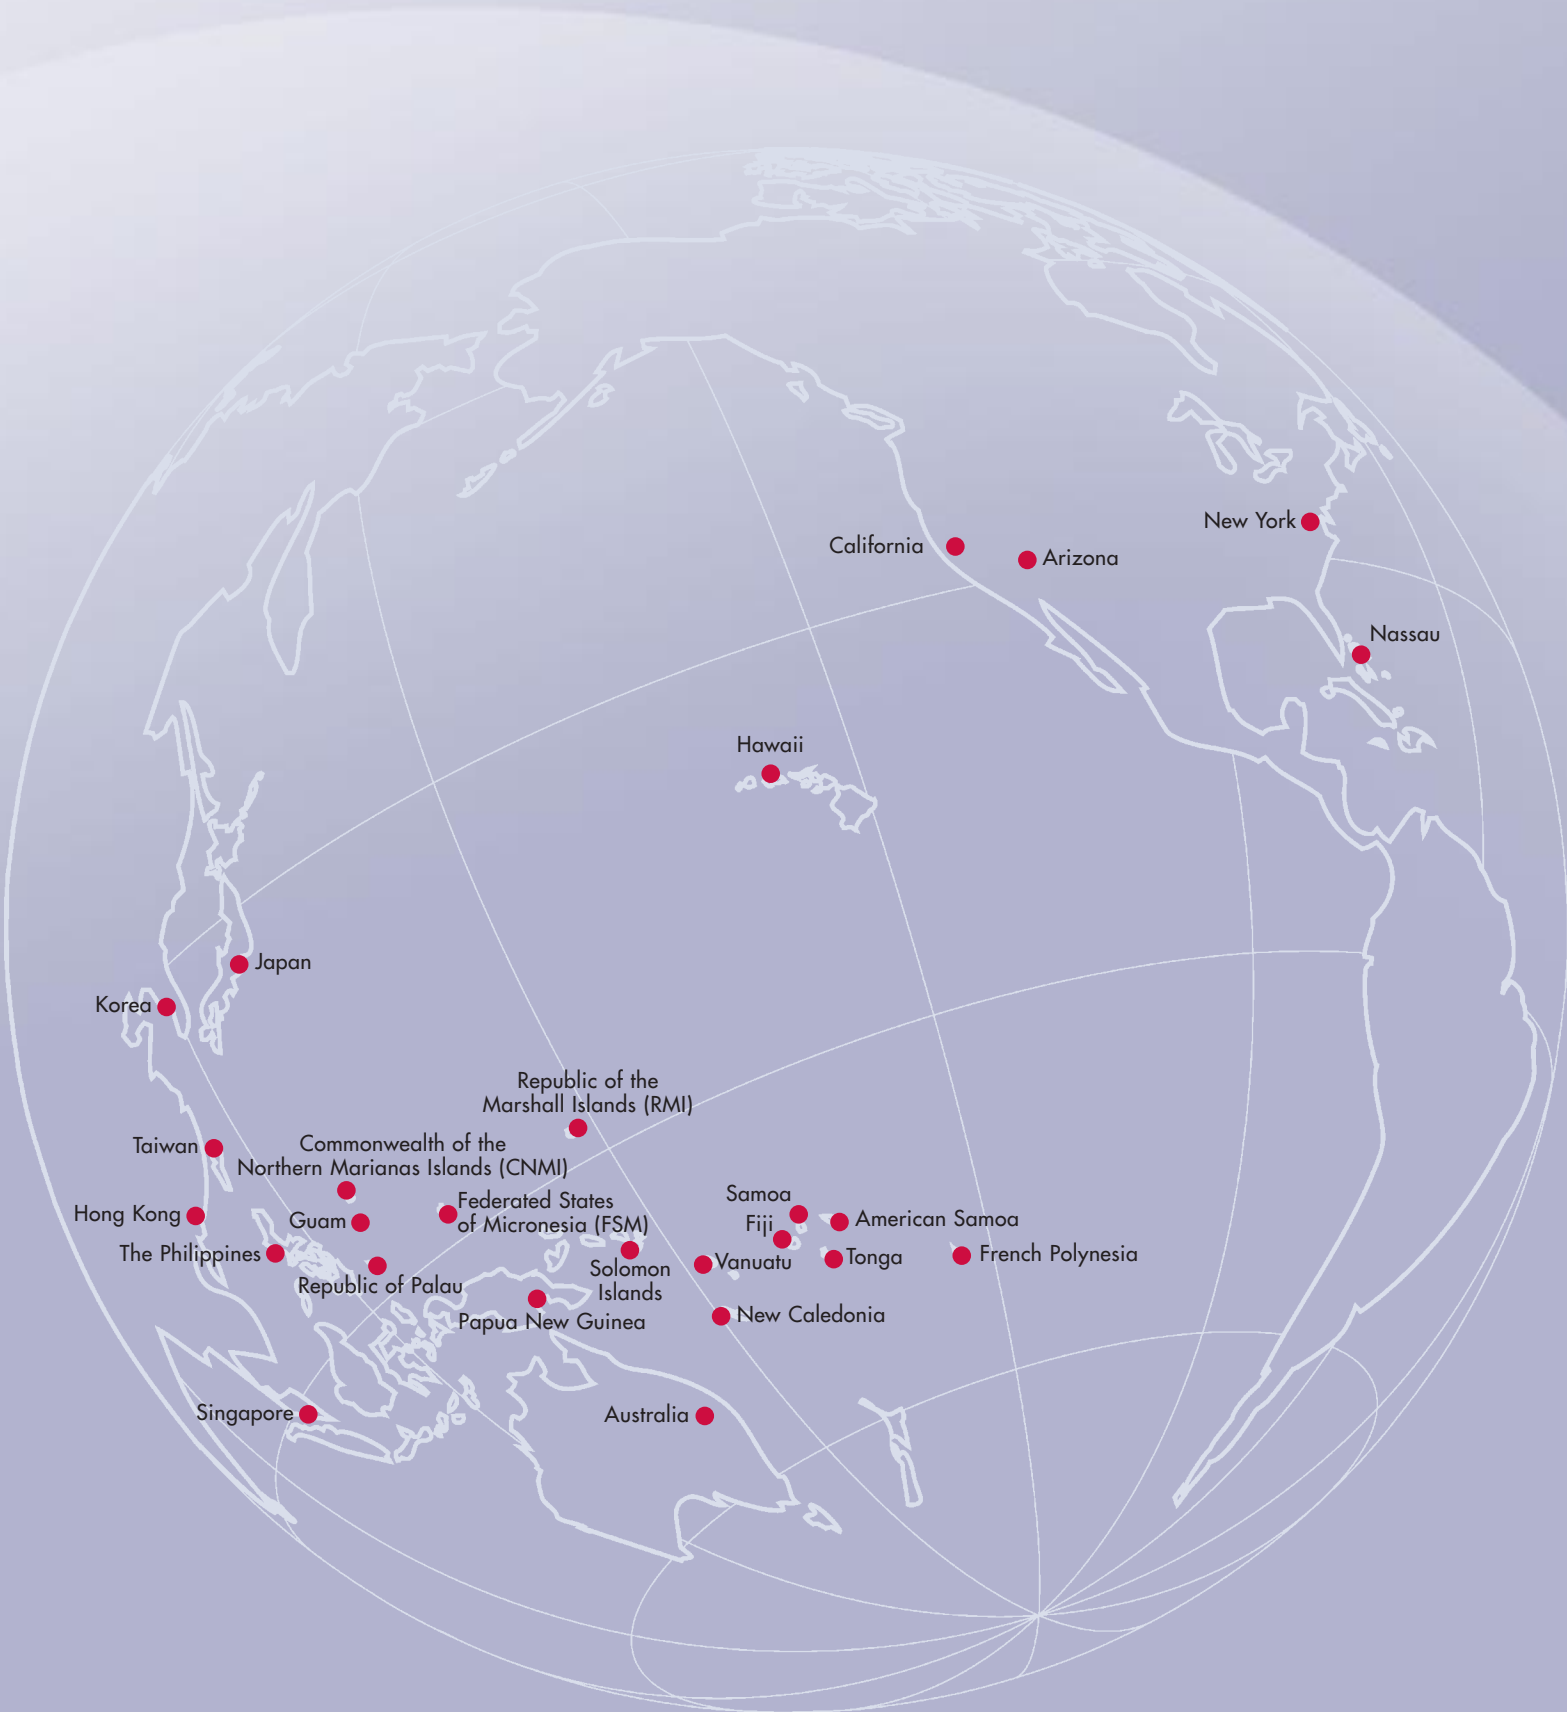 New York
California
Arizona
Nassau
Hawaii
Japan
Korea
Republic of the
Marshall Islands (RMI)
Taiwan
Commonwealth of the
Northern Marianas Islands (CNMI)
Samoa
Federated States
of Micronesia (FSM)
Hong Kong
Guam
Fiji
American Samoa
The Philippines
Vanuatu
Tonga
French Polynesia
Solomon
Islands
Republic of Palau
Papua New Guinea
New Caledonia
Singapore
Australia